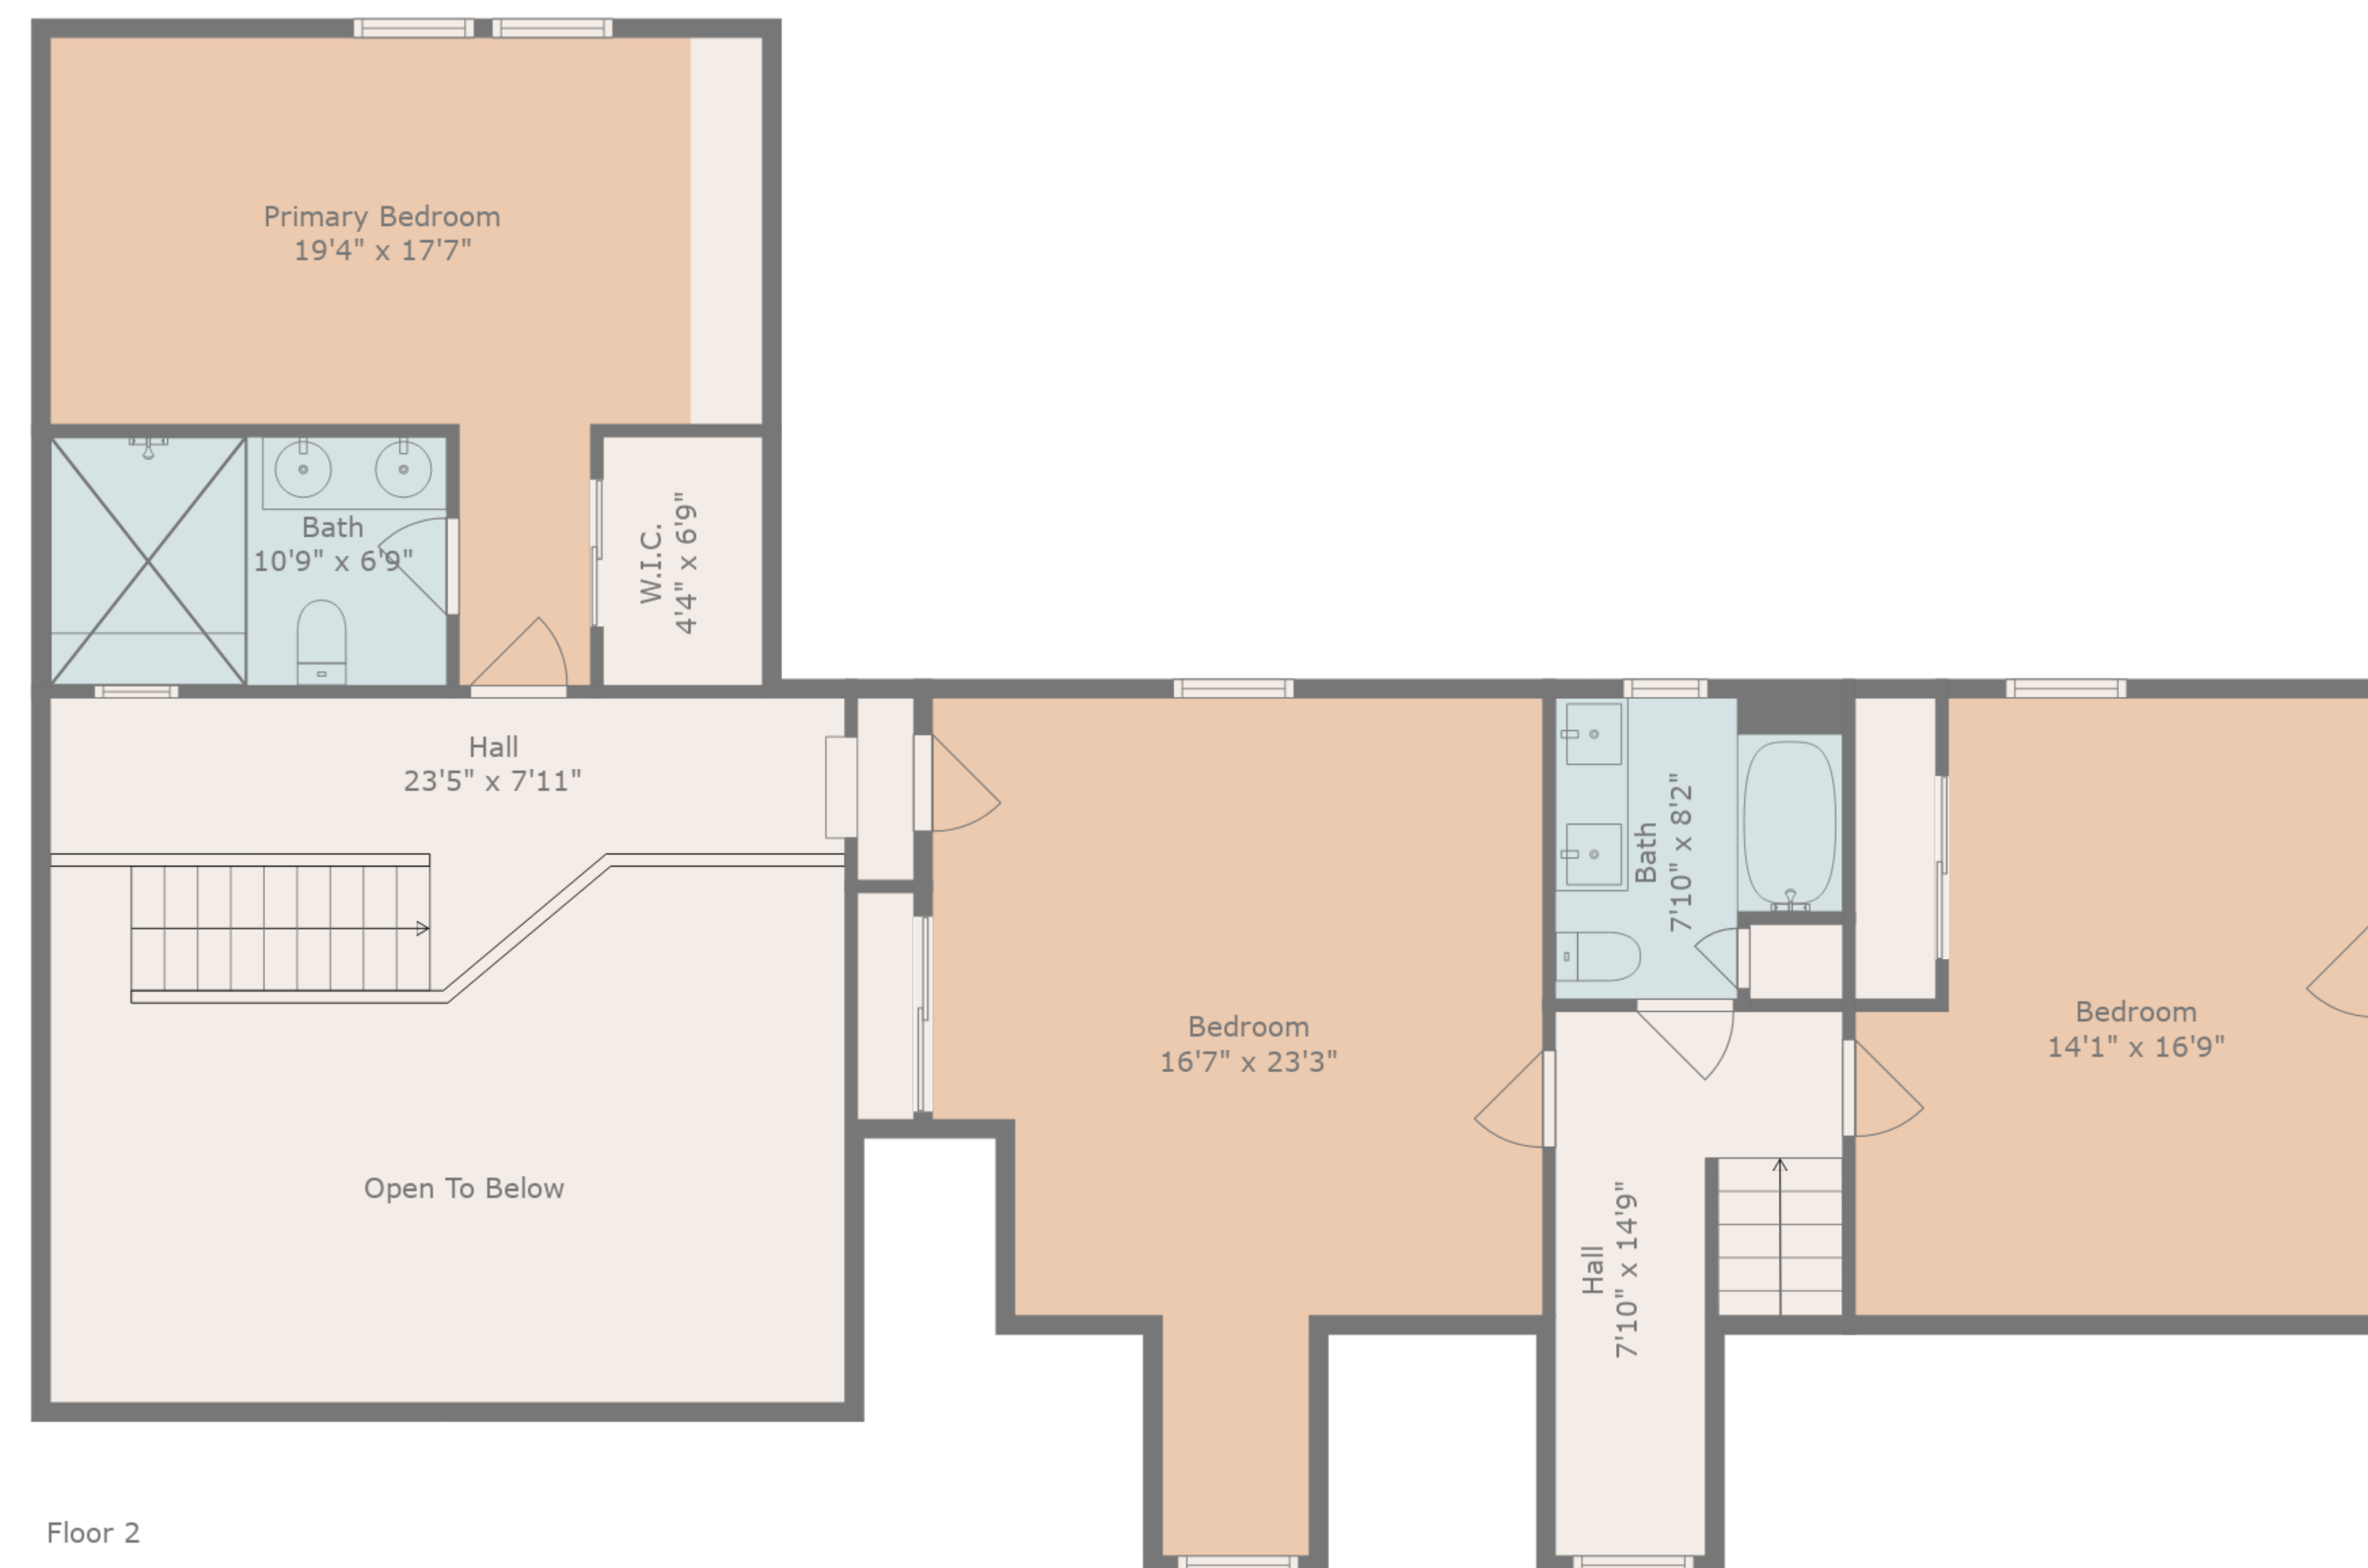 Primary Bedroom
19'4" x 17'7"
Bath
10'9" x 6'9"
W.I.C.
4'4" x 6'9"
Hall
23'5" x 7'11"
Bath
7'10" x 8'2"
Bedroom
16'7" x 23'3"
Bedroom
14'1" x 16'9"
Open To Below
Hall
7'10" x 14'9"
Floor 2